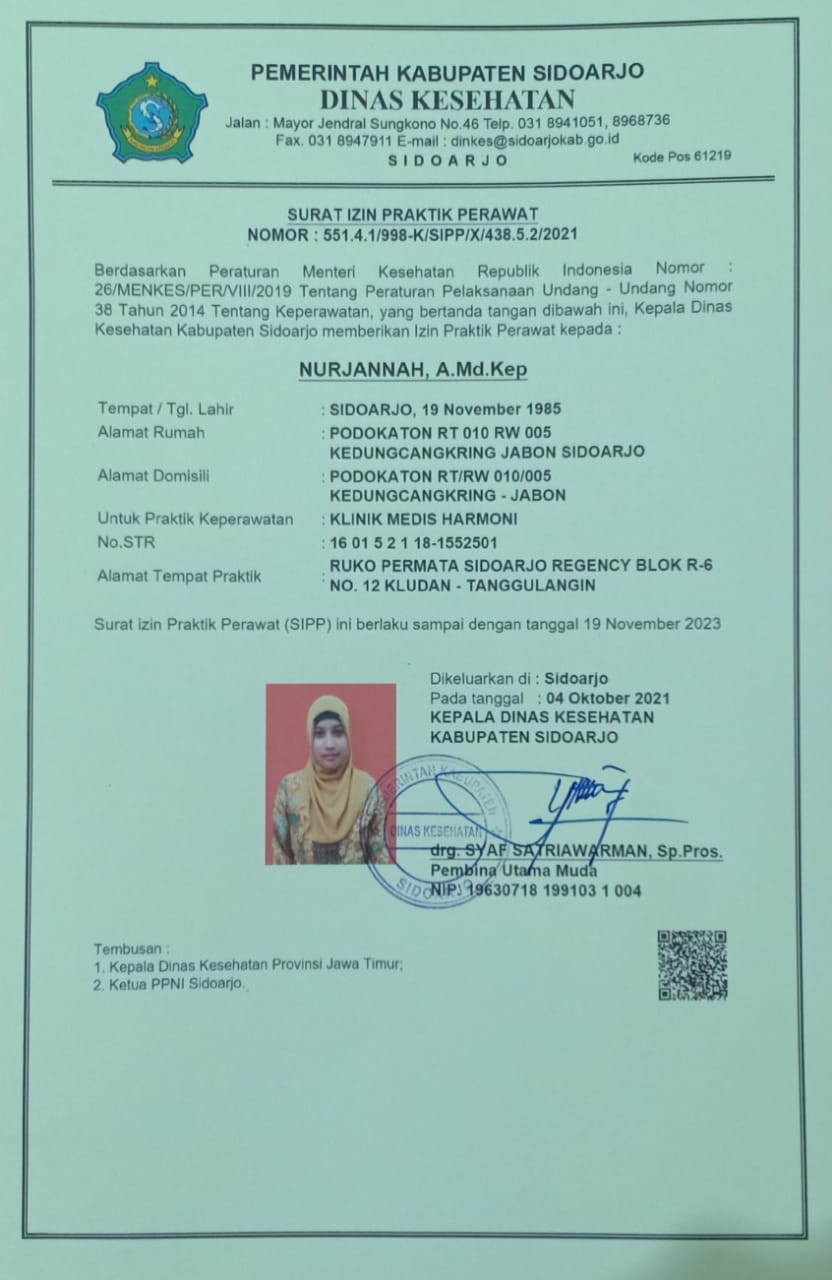 PEMERINTAH KABUPATEN SIDOARJO
DINAS KESEHATAN
Jalan : Mayor Jendral Sungkono No.46 Telp. 031 8941051, 8968736
Fax. 031 8947911 E-mail : dinkes@sidoarjokab.go.id
SIDOARJO
Kode Pos 61219
SURAT IZIN PRAKTIK PERAWAT
NOMOR : 551.4.1/998-K/SIPP/X/438.5.2/2021
Berdasarkan Peraturan Menteri Kesehatan Republik Indonesia Nomor :
26/MENKES/PER/VIII/2019 Tentang Peraturan Pelaksanaan Undang - Undang Nomor
38 Tahun 2014 Tentang Keperawatan, yang bertanda tangan dibawah ini, Kepala Dinas
Kesehatan Kabupaten Sidoarjo memberikan Izin Praktik Perawat kepada :
NURJANNAH, A.Md.Kep
Tempat / Tgl. Lahir : SIDOARJO, 19 November 1985
Alamat Rumah : PODOKATON RT 010 RW 005
KEDUNGCANGKRING JABON SIDOARJO
Alamat Domisili : PODOKATON RT/RW 010/005
KEDUNGCANGKRING - JABON
Untuk Praktik Keperawatan : KLINIK MEDIS HARMONI
No.STR : 16 01 5 2 1 18-1552501
Alamat Tempat Praktik : RUKO PERMATA SIDOARJO REGENCY BLOK R-6
NO. 12 KLUDAN - TANGGULANGIN
Surat izin Praktik Perawat (SIPP) ini berlaku sampai dengan tanggal 19 November 2023
Dikeluarkan di : Sidoarjo
Pada tanggal : 04 Oktober 2021
KEPALA DINAS KESEHATAN
KABUPATEN SIDOARJO
PEMERINTAH KABUPATEN
DINAS KESEHATAN
SIDOARJO
drg. SYAF SATRIAWARMAN, Sp.Pros.
Pembina Utama Muda
NIP. 19630718 199103 1 004
Tembusan :
1. Kepala Dinas Kesehatan Provinsi Jawa Timur;
2. Ketua PPNI Sidoarjo.